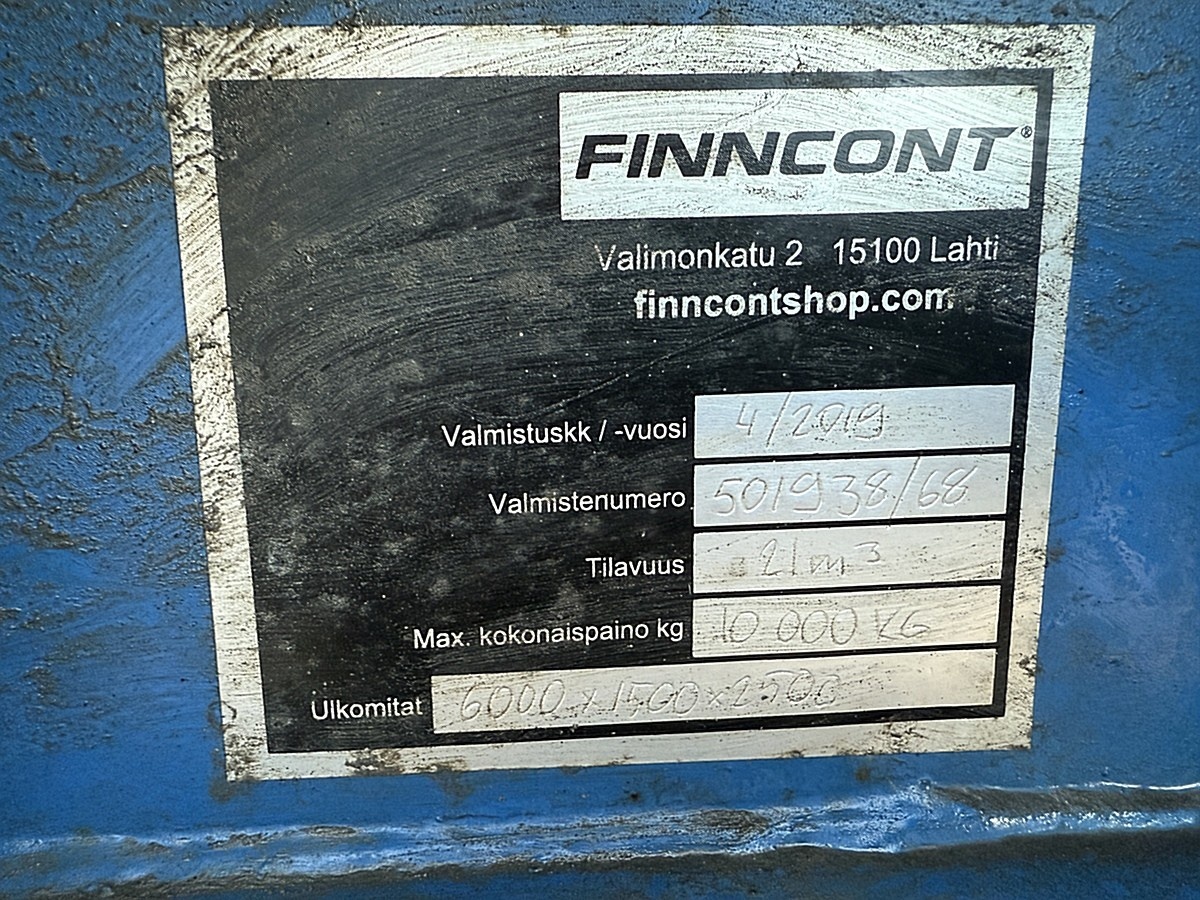 FINNCONT®
Valimonkatu 2 15100 Lahti
finncontshop.com
Valmistuskk / -vuosi 4/2019
Valmistenumero 501938/68
Tilavuus 21m³
Max. kokonaispaino kg 10 000 KG
Ulkomitat 6000x1500x2500